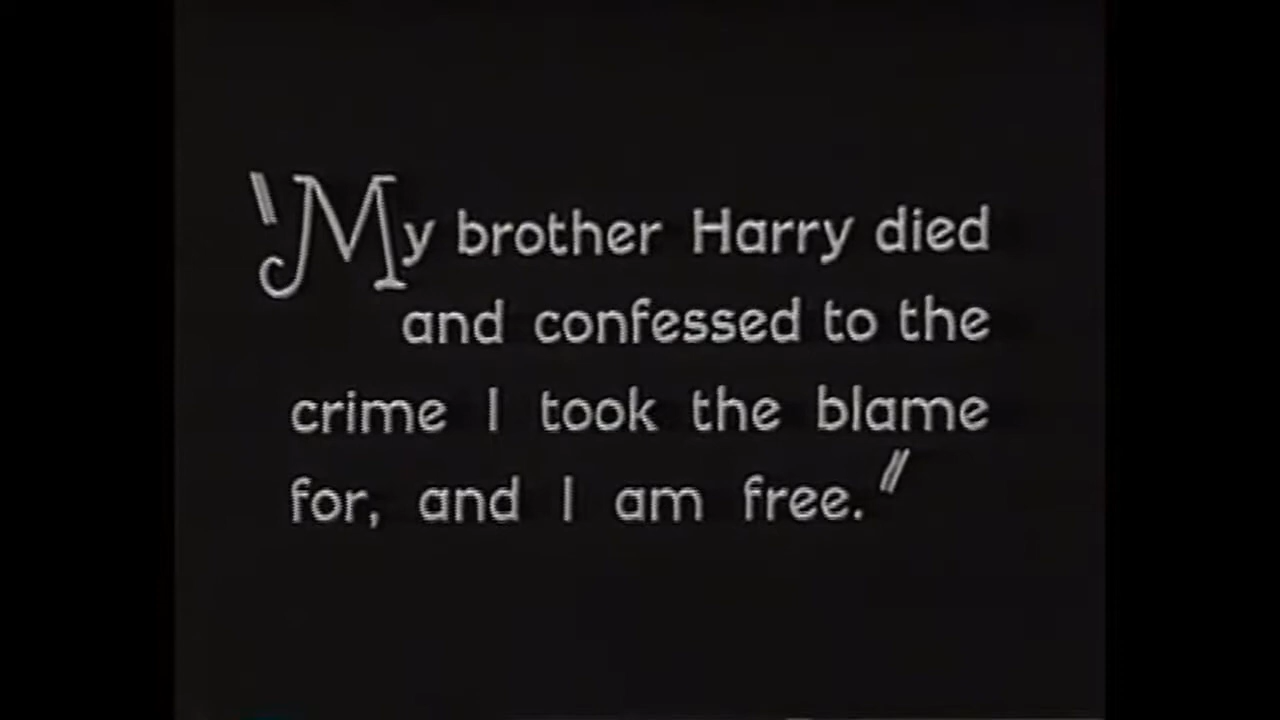 "My brother Harry died
and confessed to the
crime I took the blame
for, and I am free."